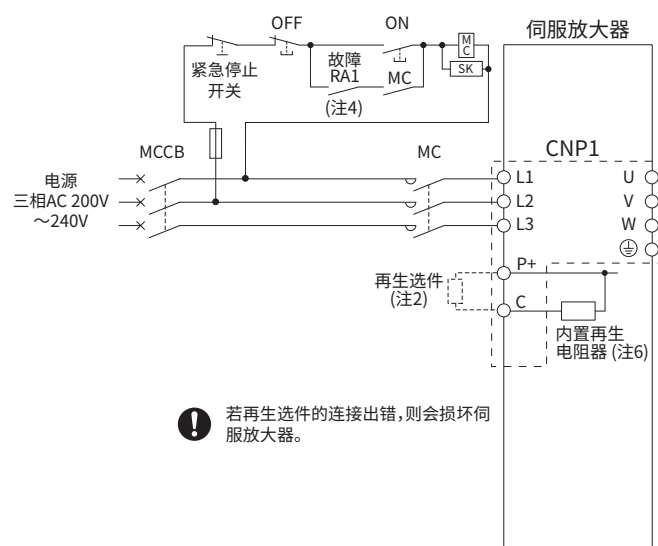 OFF
ON
伺服放大器
M
C
SK
紧急停止
开关
故障
RA1
MC
(注4)
MCCB
MC
CNP1
电源
三相AC 200V
～240V
L1
U
L2
V
L3
W
P+
再生选件
(注2)
C
内置再生
电阻器 (注6)
若再生选件的连接出错,则会损坏伺
服放大器。